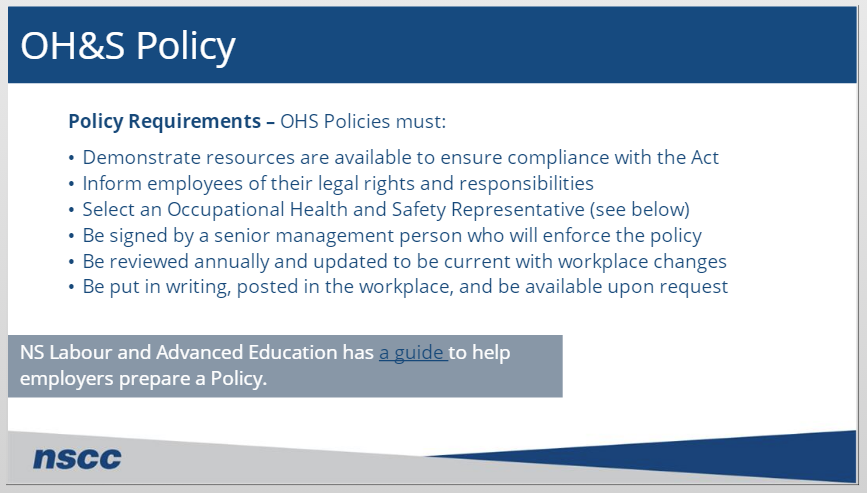 OH&S Policy
Policy Requirements – OHS Policies must:
• Demonstrate resources are available to ensure compliance with the Act
• Inform employees of their legal rights and responsibilities
• Select an Occupational Health and Safety Representative (see below)
• Be signed by a senior management person who will enforce the policy
• Be reviewed annually and updated to be current with workplace changes
• Be put in writing, posted in the workplace, and be available upon request
NS Labour and Advanced Education has a guide to help
employers prepare a Policy.
nscc